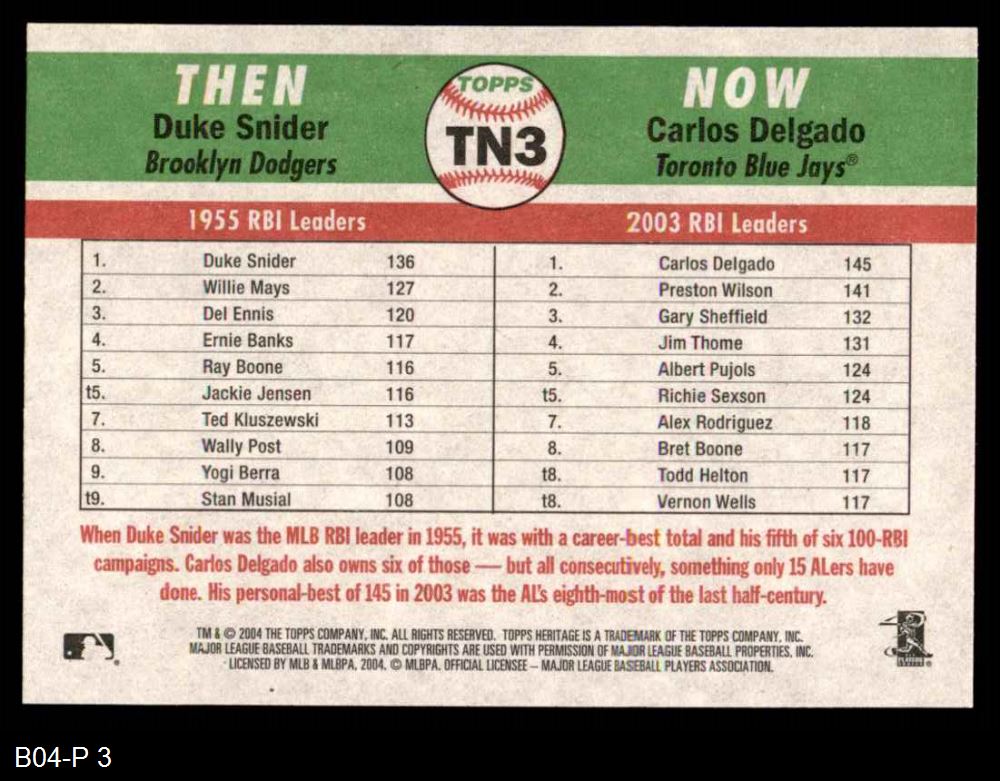 THEN
Duke Snider
Brooklyn Dodgers
TOPPS
TN3
NOW
Carlos Delgado
Toronto Blue Jays®
1955 RBI Leaders
2003 RBI Leaders
1. Duke Snider 136 1. Carlos Delgado 145
2. Willie Mays 127 2. Preston Wilson 141
3. Del Ennis 120 3. Gary Sheffield 132
4. Ernie Banks 117 4. Jim Thome 131
5. Ray Boone 116 5. Albert Pujols 124
t5. Jackie Jensen 116 t5. Richie Sexson 124
7. Ted Kluszewski 113 7. Alex Rodriguez 118
8. Wally Post 109 8. Bret Boone 117
9. Yogi Berra 108 t8. Todd Helton 117
t9. Stan Musial 108 t8. Vernon Wells 117
When Duke Snider was the MLB RBI leader in 1955, it was with a career-best total and his fifth of six 100-RBI
campaigns. Carlos Delgado also owns six of those — but all consecutively, something only 15 ALers have
done. His personal-best of 145 in 2003 was the AL's eighth-most of the last half-century.
TM & © 2004 THE TOPPS COMPANY, INC. ALL RIGHTS RESERVED. TOPPS HERITAGE IS A TRADEMARK OF THE TOPPS COMPANY, INC.
MAJOR LEAGUE BASEBALL TRADEMARKS AND COPYRIGHTS ARE USED WITH PERMISSION OF MAJOR LEAGUE BASEBALL PROPERTIES, INC.
LICENSED BY MLB & MLBPA, 2004. © MLBPA. OFFICIAL LICENSEE – MAJOR LEAGUE BASEBALL PLAYERS ASSOCIATION.
B04-P 3